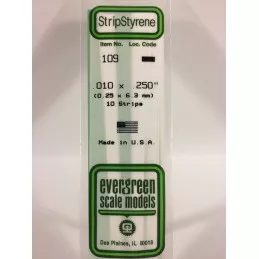 StripStyrene
Item No. Loc. Code
109
.010 x .250"
(0.25 x 6.3 mm)
10 Strips
Made in U.S.A.
evergreen
scale models
Des Plaines, IL 60018